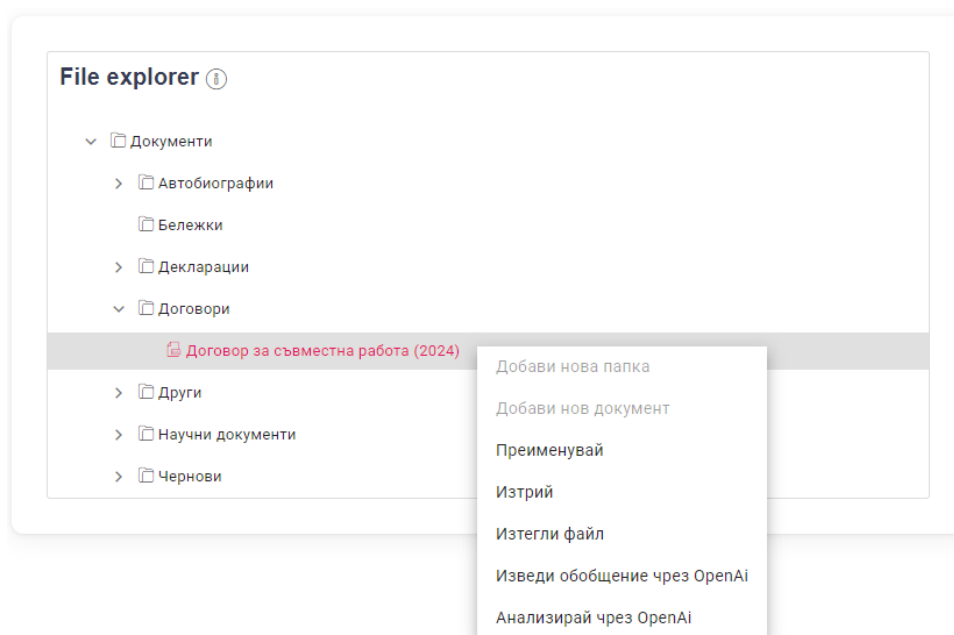 File explorer
Документи
Автобиографии
Бележки
Декларации
Договори
Договор за съвместна работа (2024)
Други
Научни документи
Чернови
Добави нова папка
Добави нов документ
Преименувай
Изтрий
Изтегли файл
Изведи обобщение чрез OpenAi
Анализирай чрез OpenAi